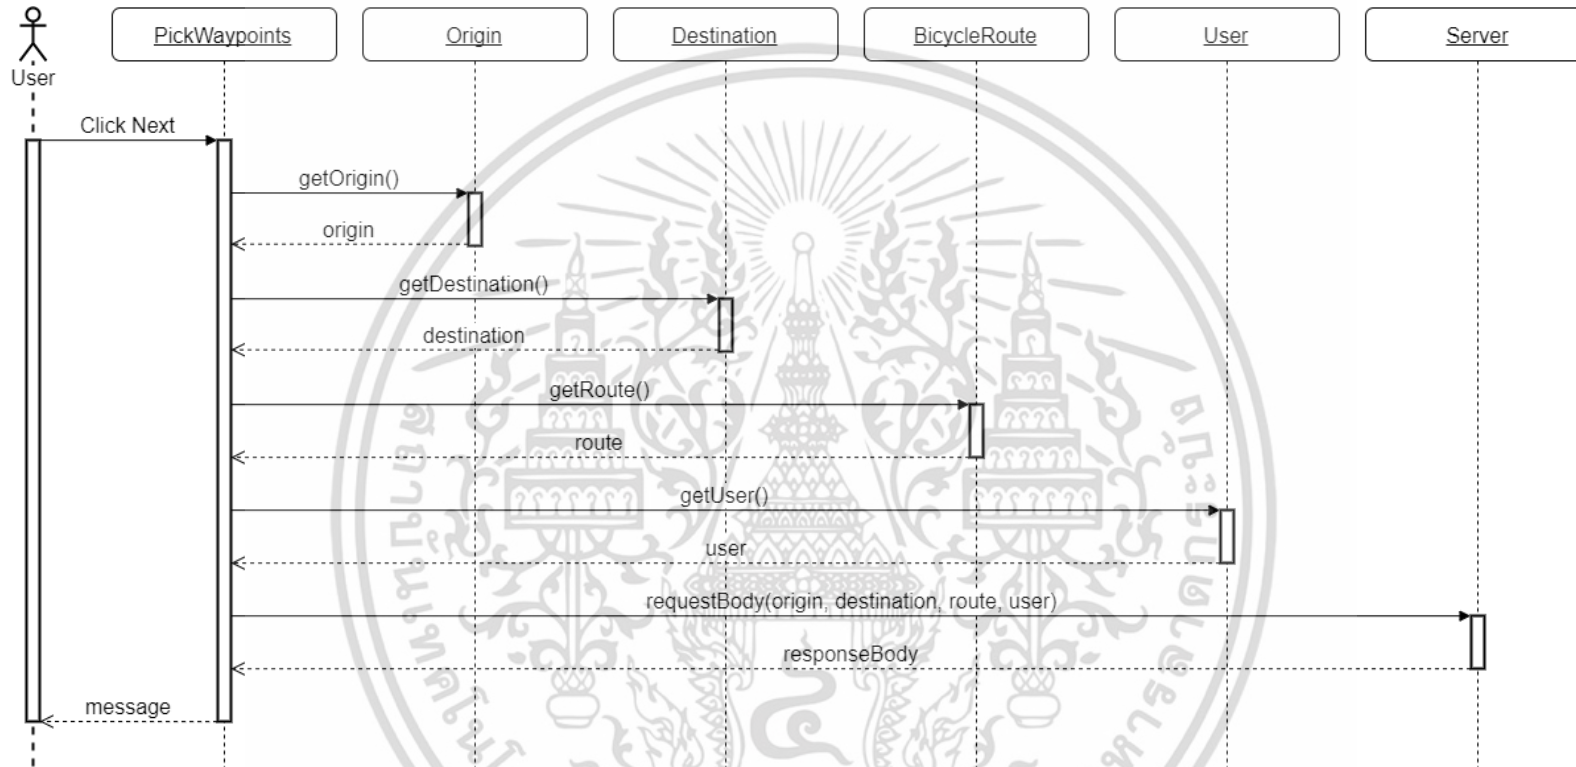 PickWaypoints
Origin
Destination
BicycleRoute
User
Server
User
Click Next
getOrigin()
origin
getDestination()
destination
getRoute()
route
getUser()
user
requestBody(origin, destination, route, user)
responseBody
message